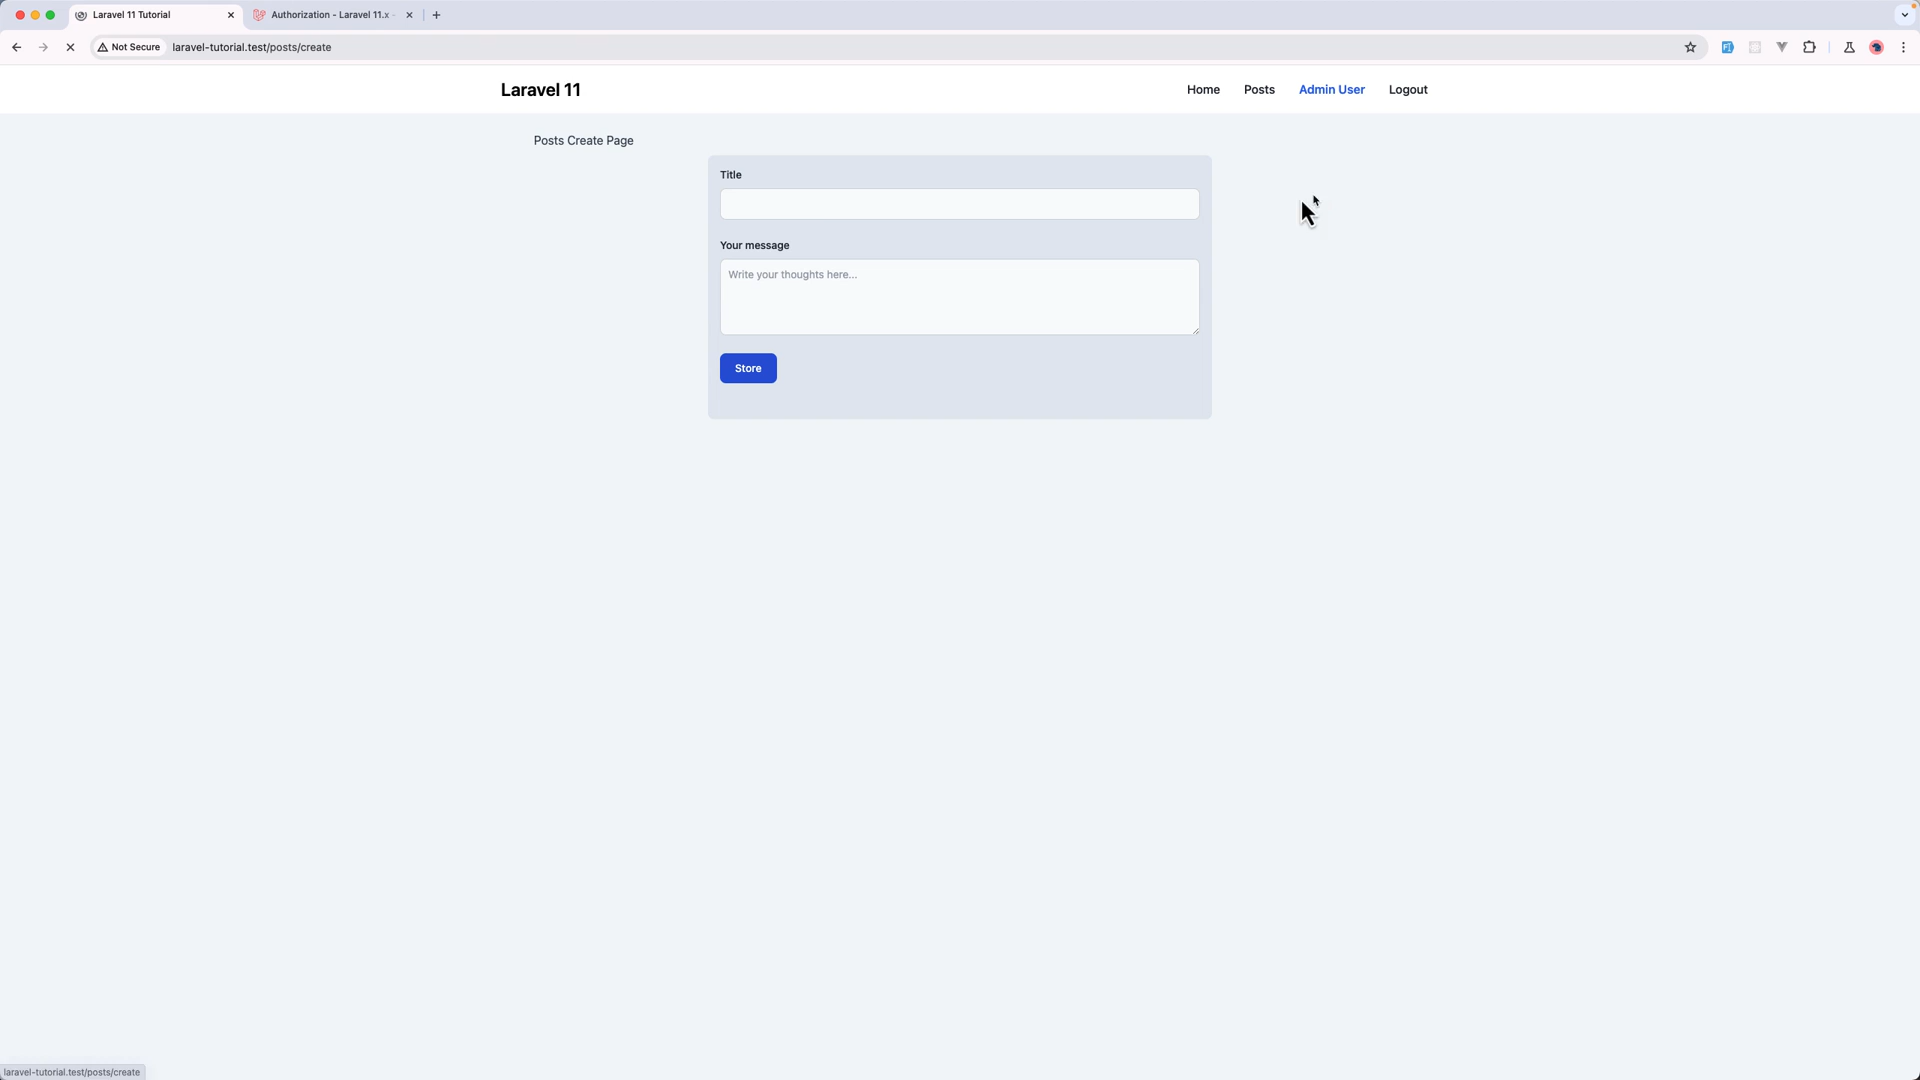 Laravel 11 Tutorial
Authorization - Laravel 11.x -
Not Secure
laravel-tutorial.test/posts/create
Laravel 11
Home
Posts
Admin User
Logout
Posts Create Page
Title
Your message
Write your thoughts here...
Store
laravel-tutorial.test/posts/create